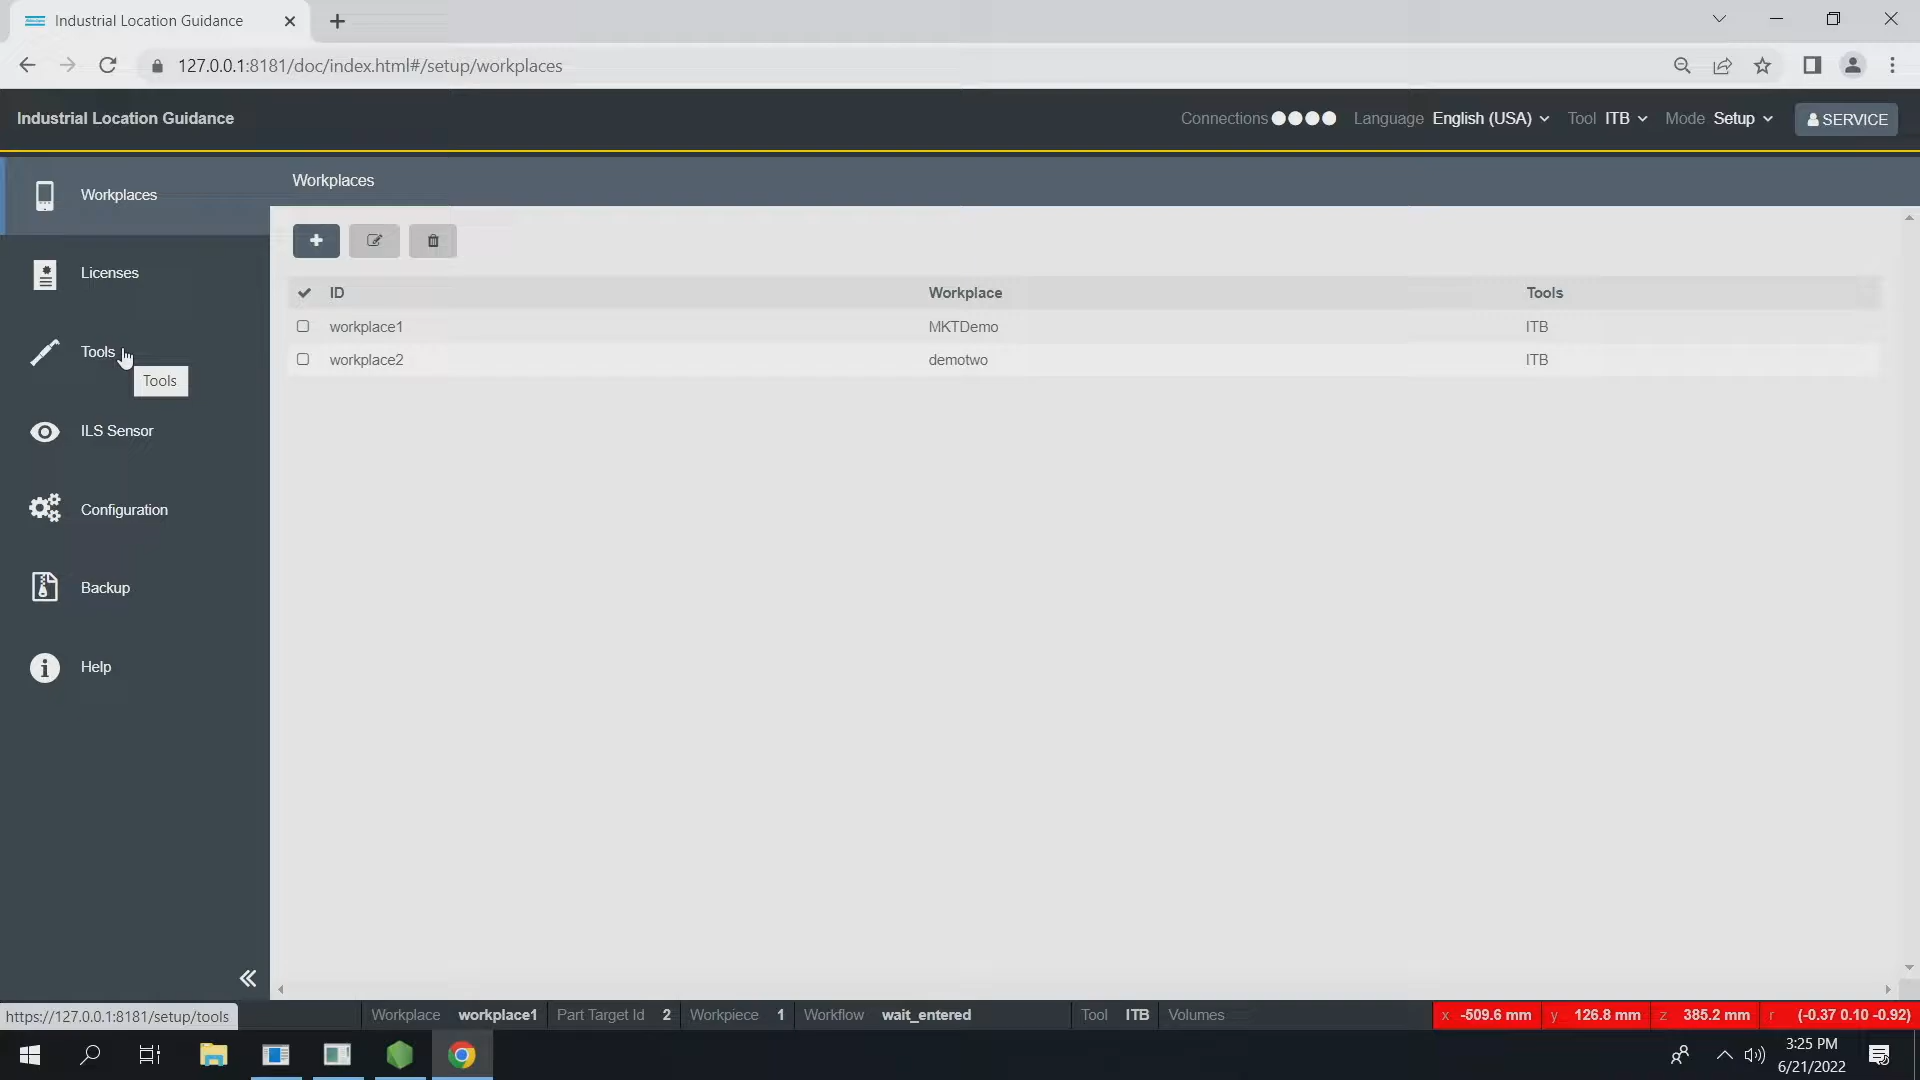 Industrial Location Guidance
127.0.0.1:8181/doc/index.html#/setup/workplaces
Industrial Location Guidance
Connections Language English (USA) Tool ITB Mode Setup SERVICE
Workplaces
Workplaces
Licenses
Tools
Tools
ILS Sensor
Configuration
Backup
Help
ID Workplace Tools
workplace1 MKTDemo ITB
workplace2 demotwo ITB
https://127.0.0.1:8181/setup/tools
Workplace workplace1 Part Target Id 2 Workpiece 1 Workflow wait_entered Tool ITB Volumes x -509.6 mm y 126.8 mm z 385.2 mm r (-0.37 0.10 -0.92)
3:25 PM
6/21/2022